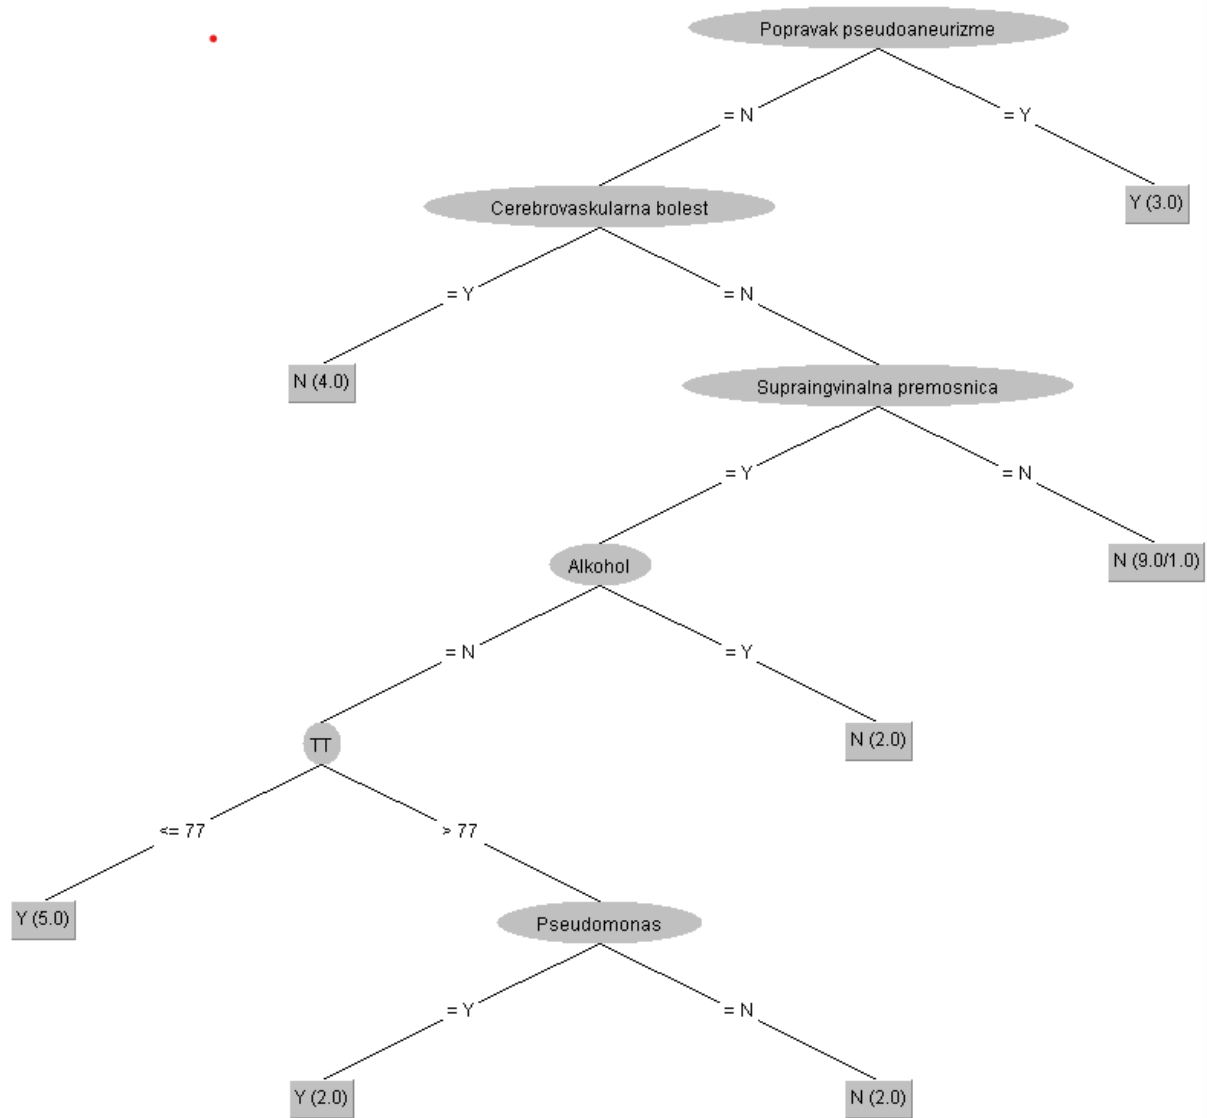 Popravak pseudoaneurizme
= N
= Y
Cerebrovaskularna bolest
Y (3.0)
= Y
= N
N (4.0)
Supraingvinalna premosnica
= Y
= N
Alkohol
N (9.0/1.0)
= N
= Y
TT
N (2.0)
<= 77
> 77
Y (5.0)
Pseudomonas
= Y
= N
Y (2.0)
N (2.0)